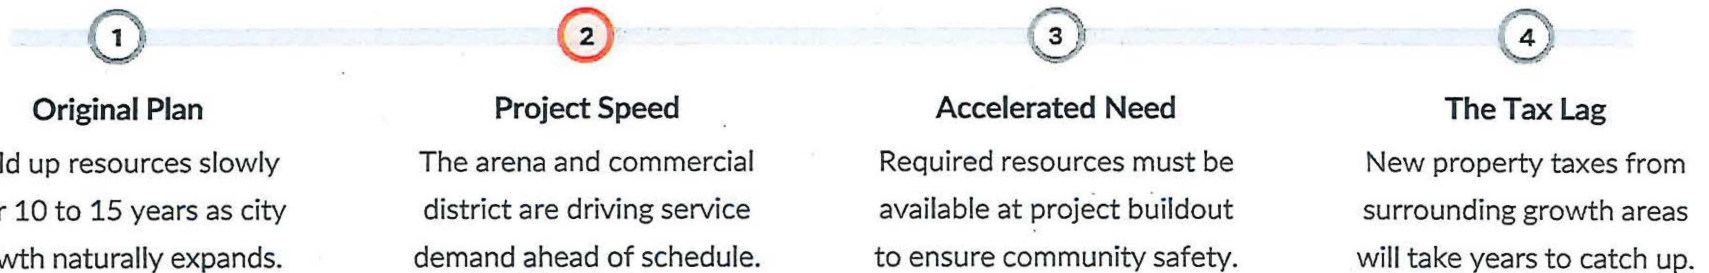 1
Original Plan
ld up resources slowly
r 10 to 15 years as city
wth naturally expands.
2
Project Speed
The arena and commercial
district are driving service
demand ahead of schedule.
3
Accelerated Need
Required resources must be
available at project buildout
to ensure community safety.
4
The Tax Lag
New property taxes from
surrounding growth areas
will take years to catch up.